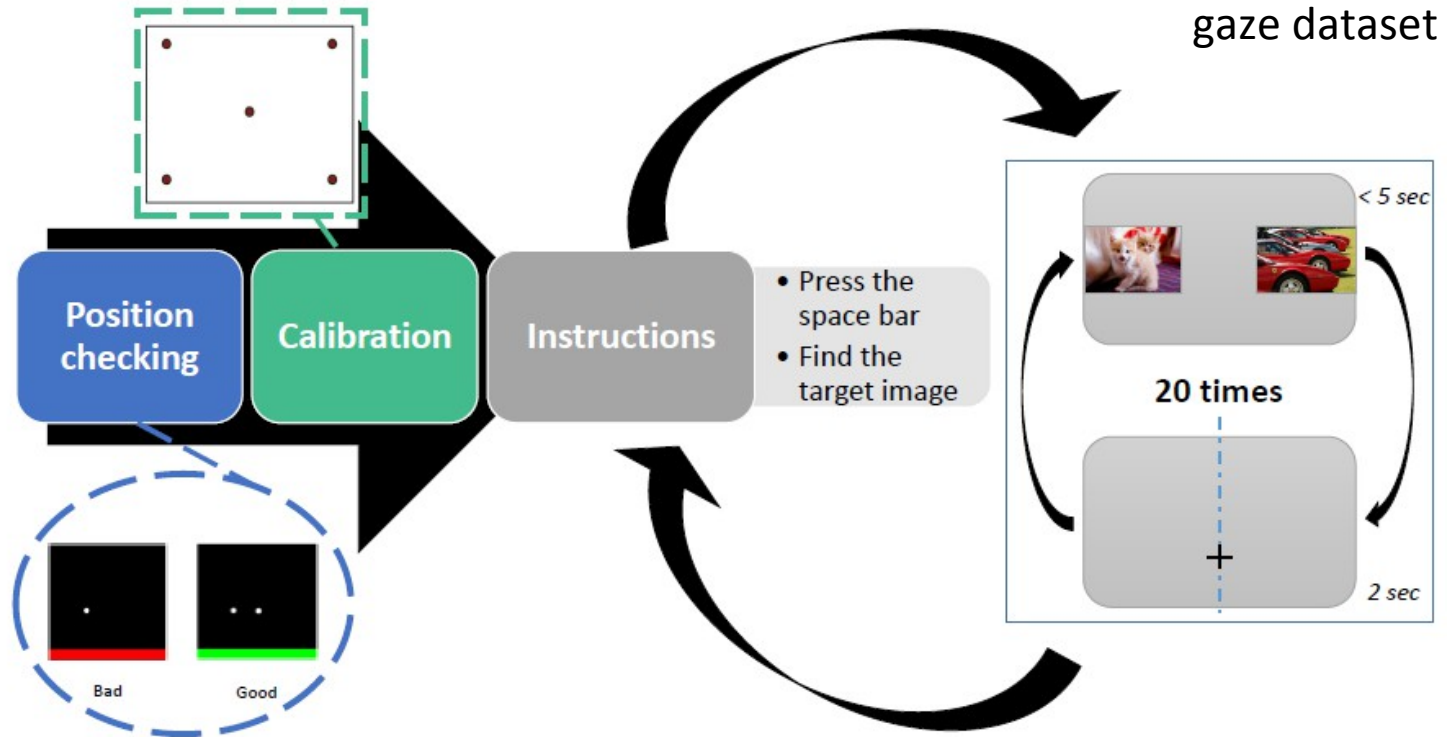 gaze dataset
Position
checking
Calibration
Instructions
• Press the
space bar
• Find the
target image
< 5 sec
20 times
2 sec
Bad
Good